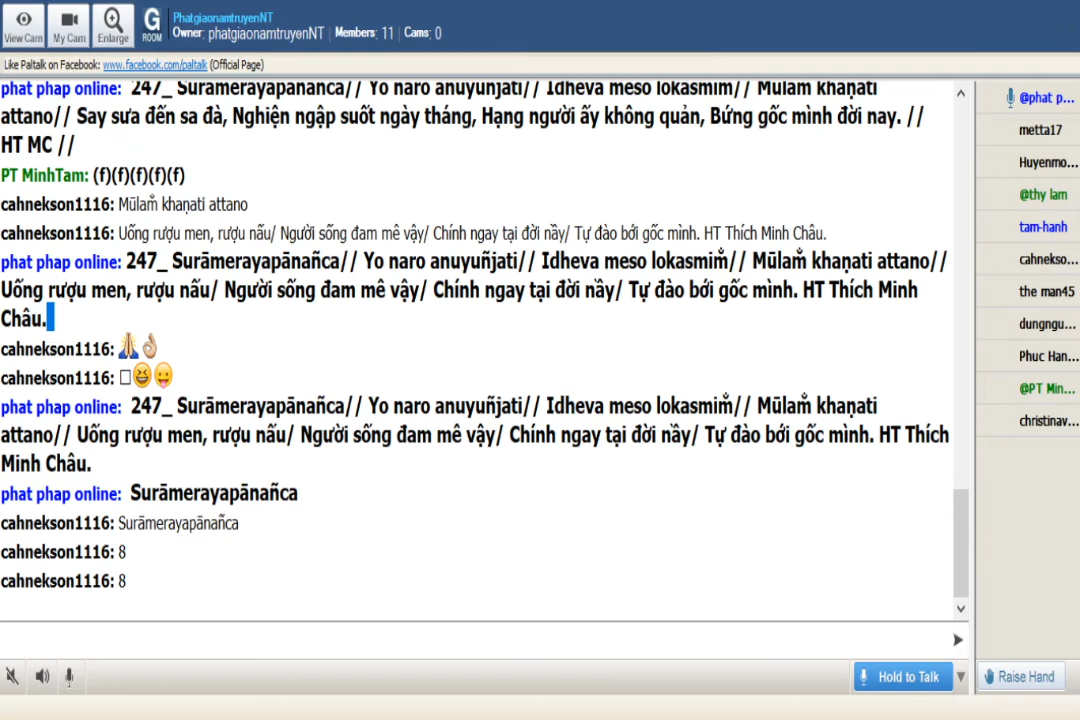 View Cam
My Cam
Enlarge
G
ROOM
PhatgiaonamtruyenNT
Owner: phatgiaonamtruyenNT | Members: 11 | Cams: 0
Like Paltalk on Facebook: www.facebook.com/paltalk (Official Page)
phat phap online: 247_ Surāmerayapānañca// Yo naro anuyuñjati// Idheva meso lokasmiṁ// Mūlaṁ khaṇati
attano// Say sưa đến sa đà, Nghiện ngập suốt ngày tháng, Hạng người ấy không quản, Bứng gốc mình đời nay. //
HT MC //
PT MinhTam: (f)(f)(f)(f)(f)
cahnekson1116: Mūlaṁ khaṇati attano
cahnekson1116: Uống rượu men, rượu nấu/ Người sống đam mê vậy/ Chính ngay tại đời nầy/ Tự đào bới gốc mình. HT Thích Minh Châu.
phat phap online: 247_ Surāmerayapānañca// Yo naro anuyuñjati// Idheva meso lokasmiṁ// Mūlaṁ khaṇati attano//
Uống rượu men, rượu nấu/ Người sống đam mê vậy/ Chính ngay tại đời nầy/ Tự đào bới gốc mình. HT Thích Minh
Châu.
cahnekson1116: 🙏👌
cahnekson1116: □😆😛
phat phap online: 247_ Surāmerayapānañca// Yo naro anuyuñjati// Idheva meso lokasmiṁ// Mūlaṁ khaṇati
attano// Uống rượu men, rượu nấu/ Người sống đam mê vậy/ Chính ngay tại đời nầy/ Tự đào bới gốc mình. HT Thích
Minh Châu.
phat phap online: Surāmerayapānañca
cahnekson1116: Surāmerayapānañca
cahnekson1116: 8
cahnekson1116: 8
@phat p...
metta17
Huyenmo...
@thy lam
tam-hanh
cahnekso...
the man45
dungngu...
Phuc Han...
@PT Min...
christinav...
Hold to Talk
Raise Hand